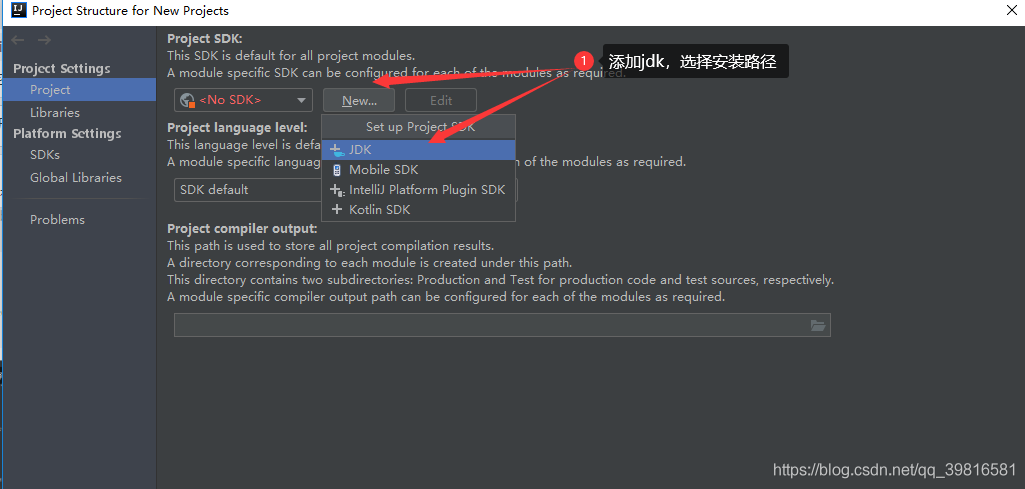 Project Structure for New Projects
Project Settings
Project
Libraries
Platform Settings
SDKs
Global Libraries
Problems
Project SDK:
This SDK is default for all project modules.
A module specific SDK can be configured for each of the modules as required.
1 添加jdk，选择安装路径
<No SDK> New... Edit
Set up Project SDK
JDK
Mobile SDK
IntelliJ Platform Plugin SDK
Kotlin SDK
Project language level:
This language level is defa
A module specific languag of the modules as required.
SDK default
Project compiler output:
This path is used to store all project compilation results.
A directory corresponding to each module is created under this path.
This directory contains two subdirectories: Production and Test for production code and test sources, respectively.
A module specific compiler output path can be configured for each of the modules as required.
https://blog.csdn.net/qq_39816581